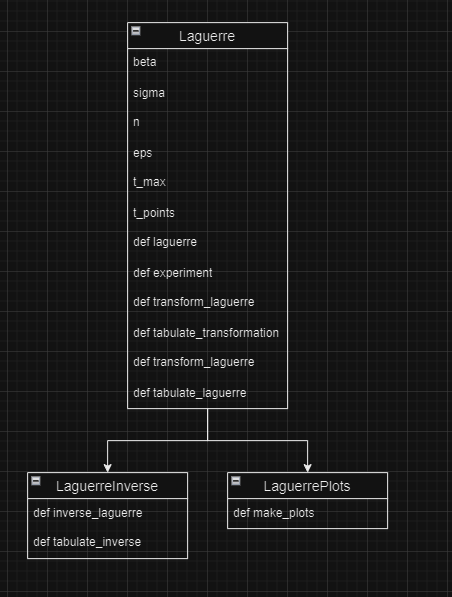 Laguerre
beta
sigma
n
eps
t_max
t_points
def laguerre
def experiment
def transform_laguerre
def tabulate_transformation
def transform_laguerre
def tabulate_laguerre
LaguerreInverse
def inverse_laguerre
def tabulate_inverse
LaguerrePlots
def make_plots